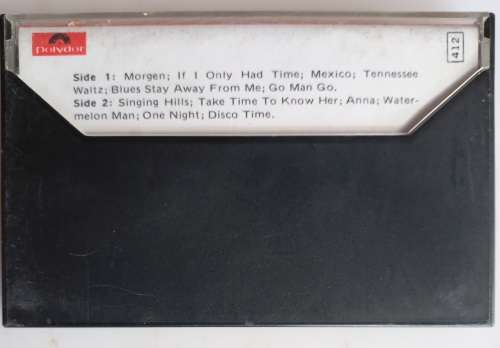 Polydor
412
Side 1: Morgen; If I Only Had Time; Mexico; Tennessee
Waltz; Blues Stay Away From Me; Go Man Go.
Side 2: Singing Hills; Take Time To Know Her; Anna; Water-
melon Man; One Night; Disco Time.